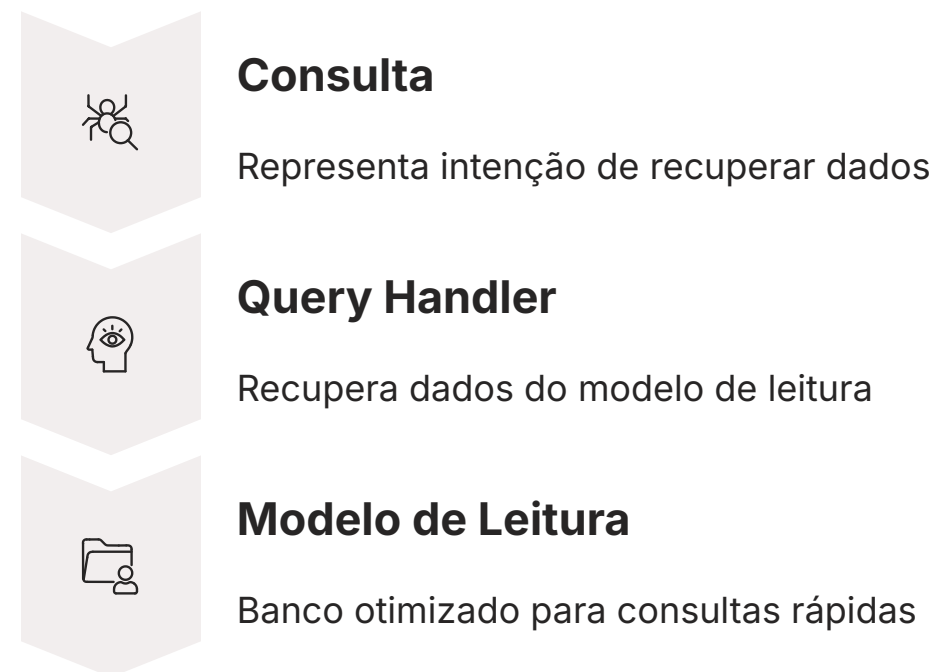 Consulta
Representa intenção de recuperar dados
Query Handler
Recupera dados do modelo de leitura
Modelo de Leitura
Banco otimizado para consultas rápidas